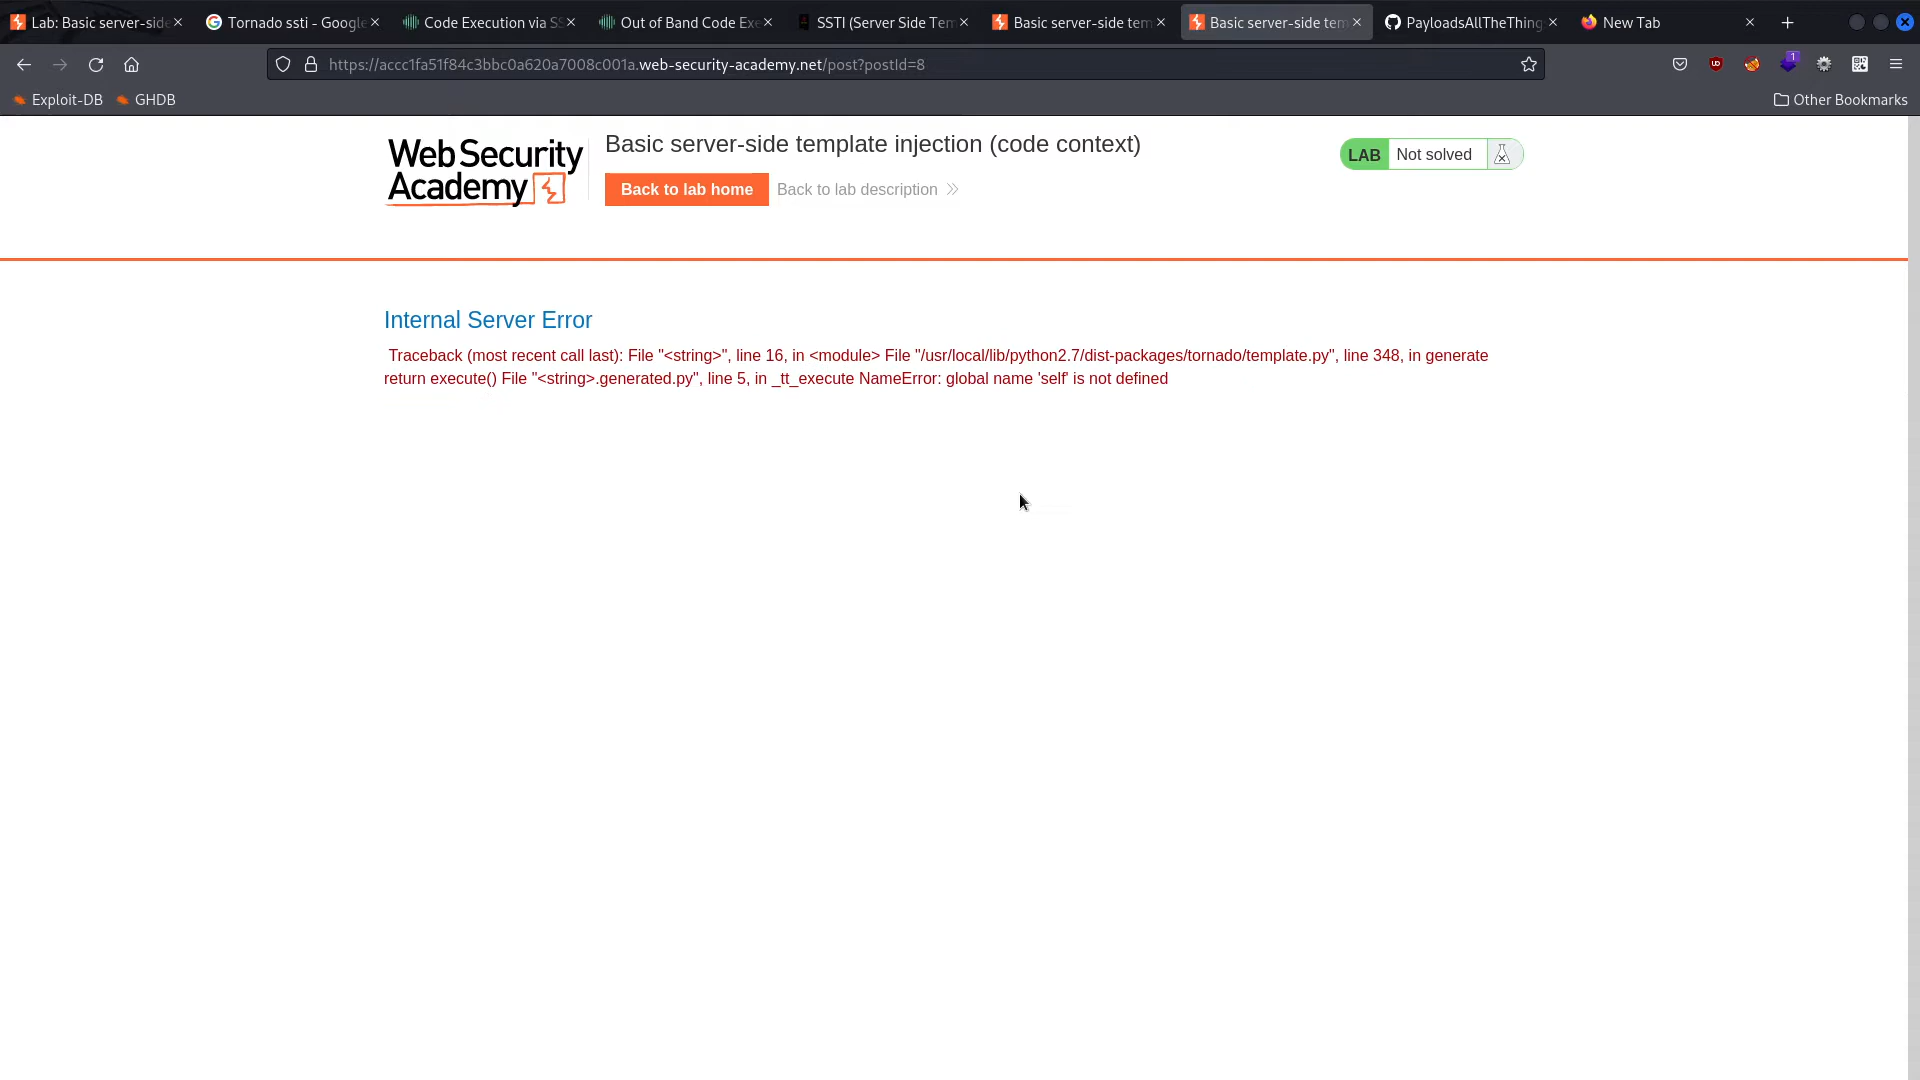 Lab: Basic server-side
Tornado ssti - Google
Code Execution via SS
Out of Band Code Exe
SSTI (Server Side Tem
Basic server-side tem
Basic server-side tem
PayloadsAllTheThing
New Tab
https://accc1fa51f84c3bbc0a620a7008c001a.web-security-academy.net/post?postId=8
1
Exploit-DB
GHDB
Other Bookmarks
WebSecurity
Academy
Basic server-side template injection (code context)
Back to lab home
Back to lab description
LAB
Not solved
Internal Server Error
Traceback (most recent call last): File "<string>", line 16, in <module> File "/usr/local/lib/python2.7/dist-packages/tornado/template.py", line 348, in generate
return execute() File "<string>.generated.py", line 5, in _tt_execute NameError: global name 'self' is not defined